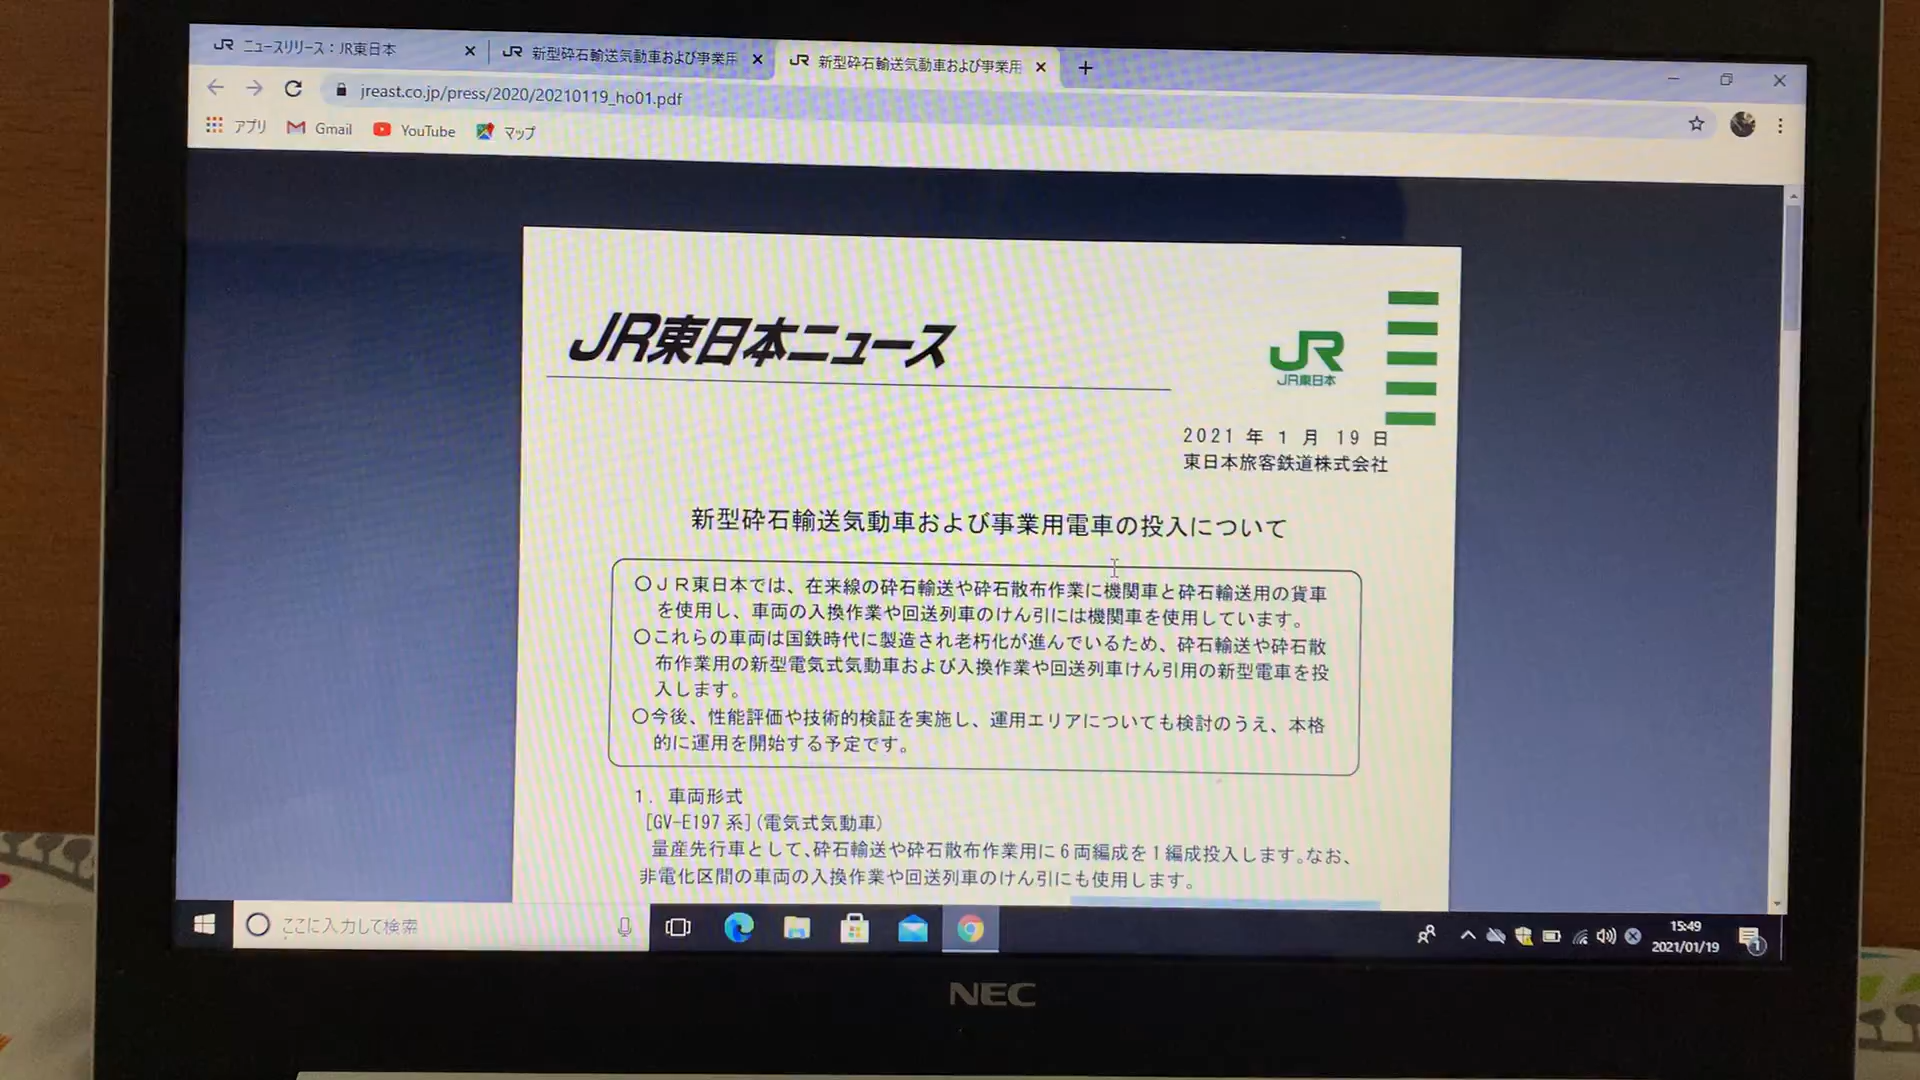 JR ニュースリリース：JR東日本
JR 新型砕石輸送気動車および事業用
JR 新型砕石輸送気動車および事業用
jreast.co.jp/press/2020/20210119_ho01.pdf
アプリ Gmail YouTube マップ
JR東日本ニュース
JR
JR東日本
2021年1月19日
東日本旅客鉄道株式会社
新型砕石輸送気動車および事業用電車の投入について
○ＪＲ東日本では、在来線の砕石輸送や砕石散布作業に機関車と砕石輸送用の貨車
を使用し、車両の入換作業や回送列車のけん引には機関車を使用しています。
○これらの車両は国鉄時代に製造され老朽化が進んでいるため、砕石輸送や砕石散
布作業用の新型電気式気動車および入換作業や回送列車けん引用の新型電車を投
入します。
○今後、性能評価や技術的検証を実施し、運用エリアについても検討のうえ、本格
的に運用を開始する予定です。
１．車両形式
[GV-E197系]（電気式気動車）
量産先行車として、砕石輸送や砕石散布作業用に6両編成を1編成投入します。なお、
非電化区間の車両の入換作業や回送列車のけん引にも使用します。
ここに入力して検索
15:49
2021/01/19
1
NEC